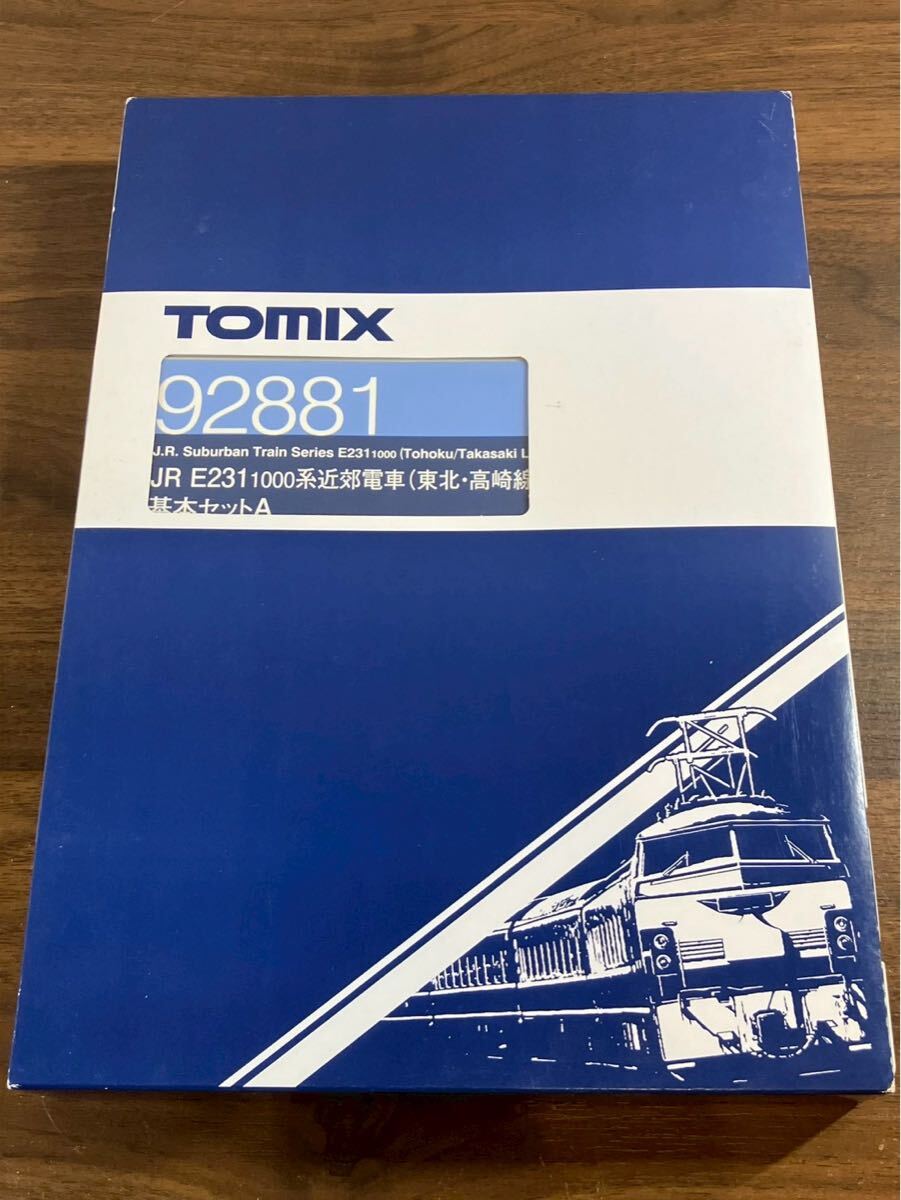 TOMIX
92881
J.R. Suburban Train Series E231 1000 (Tohoku/Takasaki L
JR E231 1000系近郊電車(東北・高崎線
基本セットA